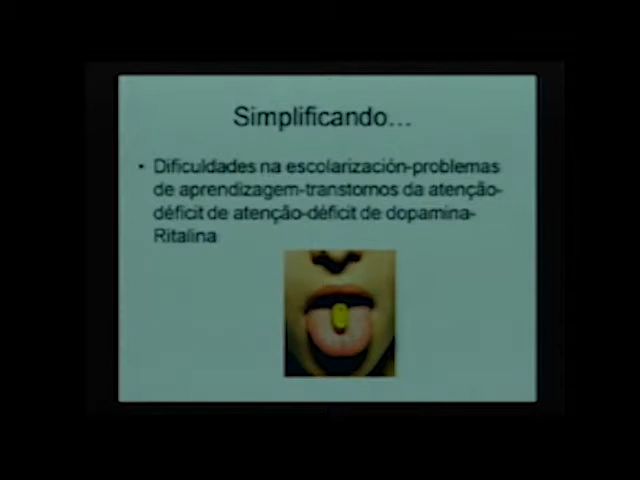 Simplificando...
• Dificuldades na escolarización-problemas
de aprendizagem-transtornos da atenção-
déficit de atenção-déficit de dopamina-
Ritalina